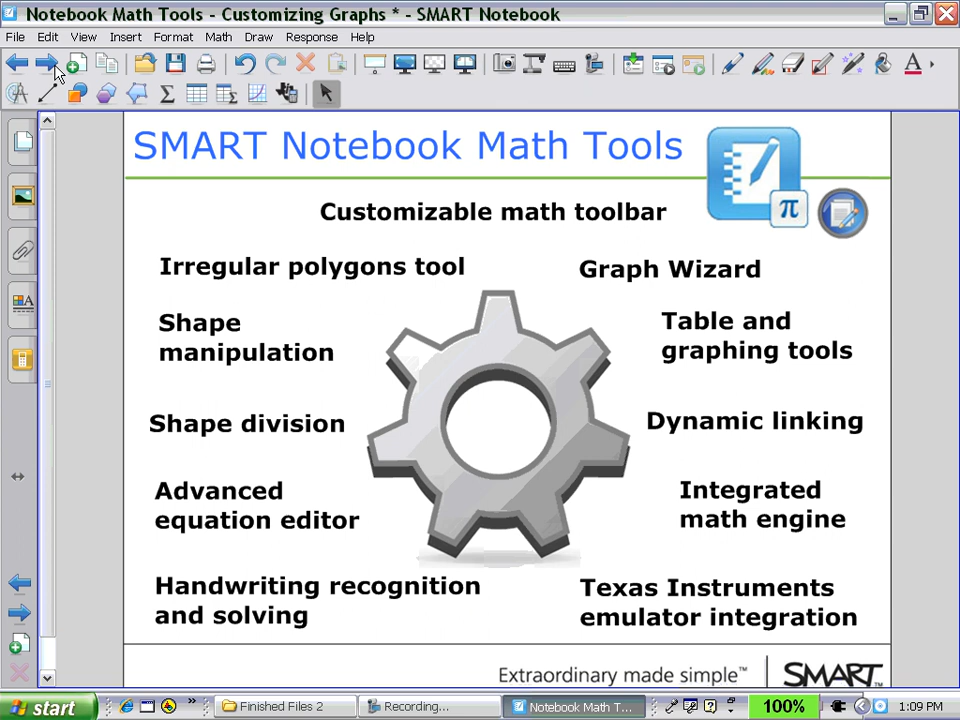 Notebook Math Tools - Customizing Graphs * - SMART Notebook
File Edit View Insert Format Math Draw Response Help
SMART Notebook Math Tools
π
Customizable math toolbar
Irregular polygons tool
Graph Wizard
Shape
manipulation
Table and
graphing tools
Shape division
Dynamic linking
Advanced
equation editor
Integrated
math engine
Handwriting recognition
and solving
Texas Instruments
emulator integration
Extraordinary made simple™
SMART
start
Finished Files 2
Recording...
Notebook Math T...
100%
1:09 PM